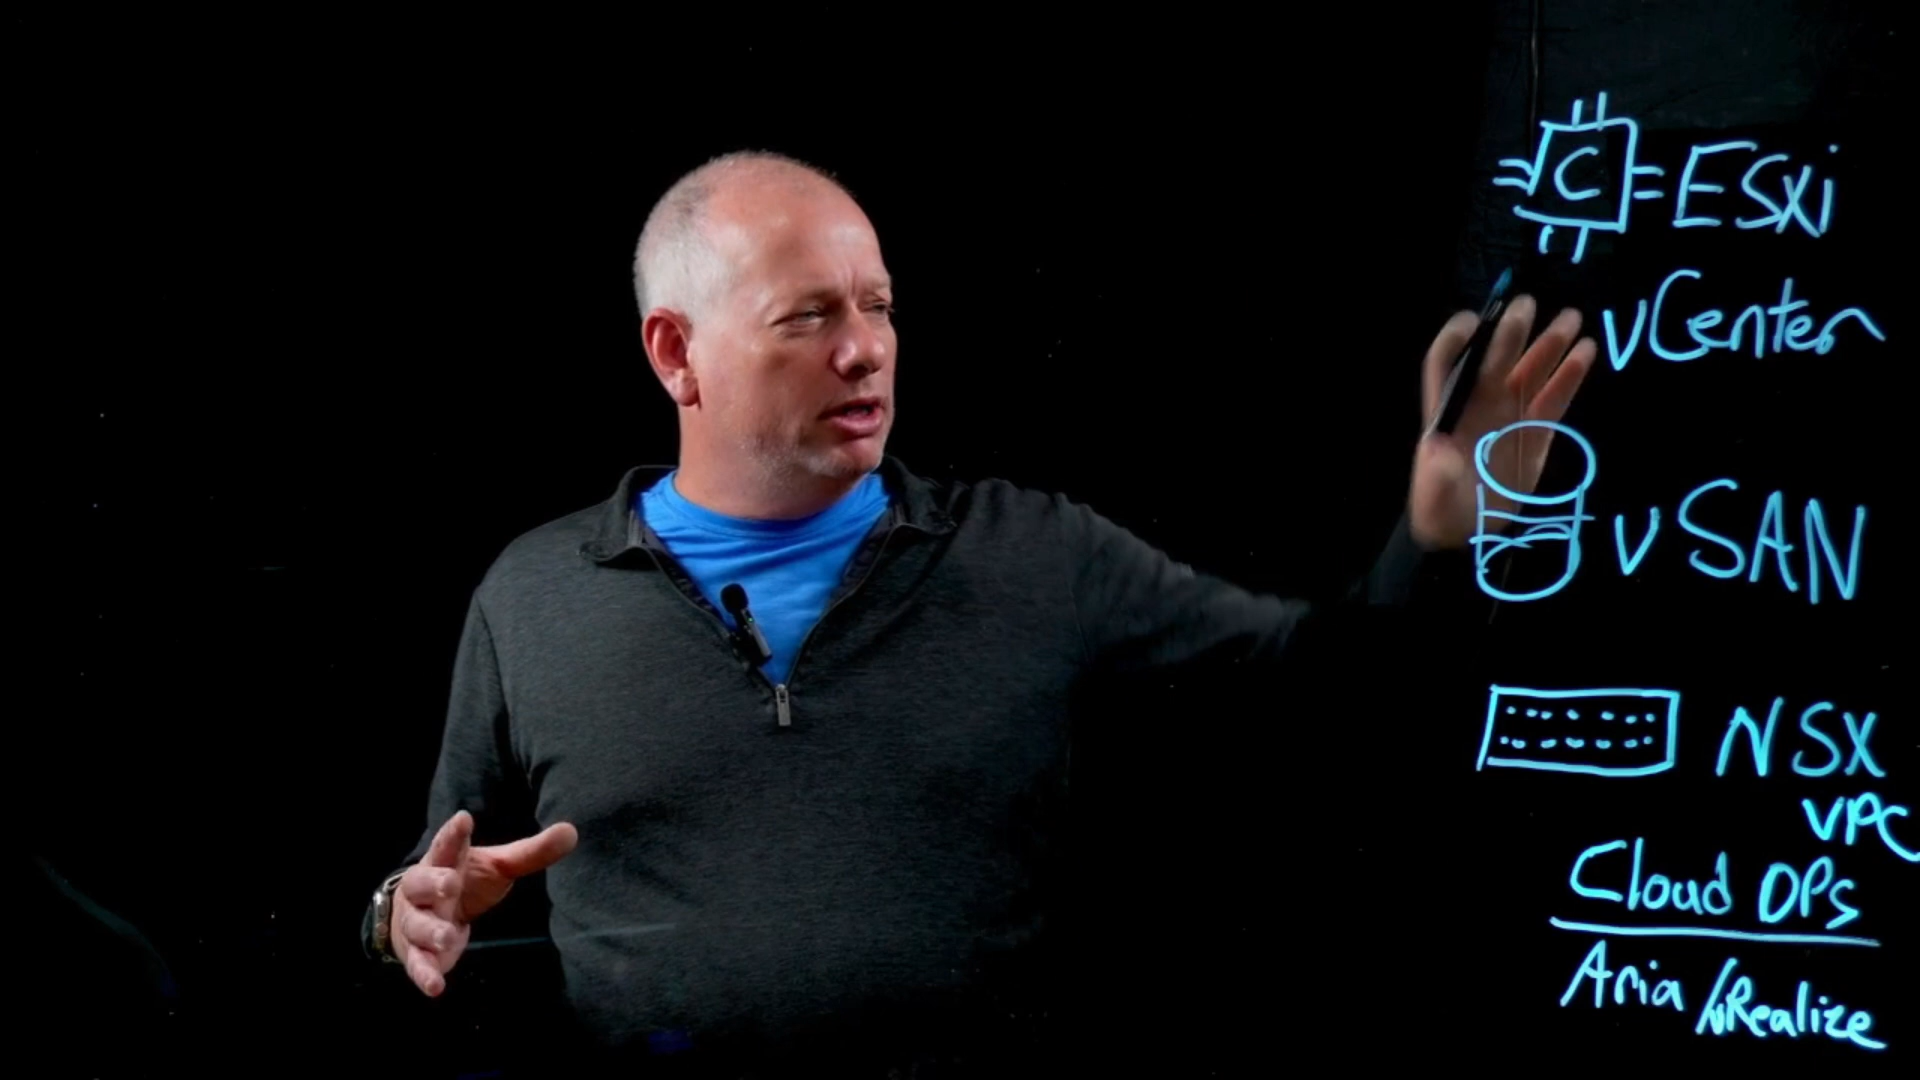 C ESXi
vCenter
vSAN
NSX
VPC
Cloud OPs
Aria/vRealize